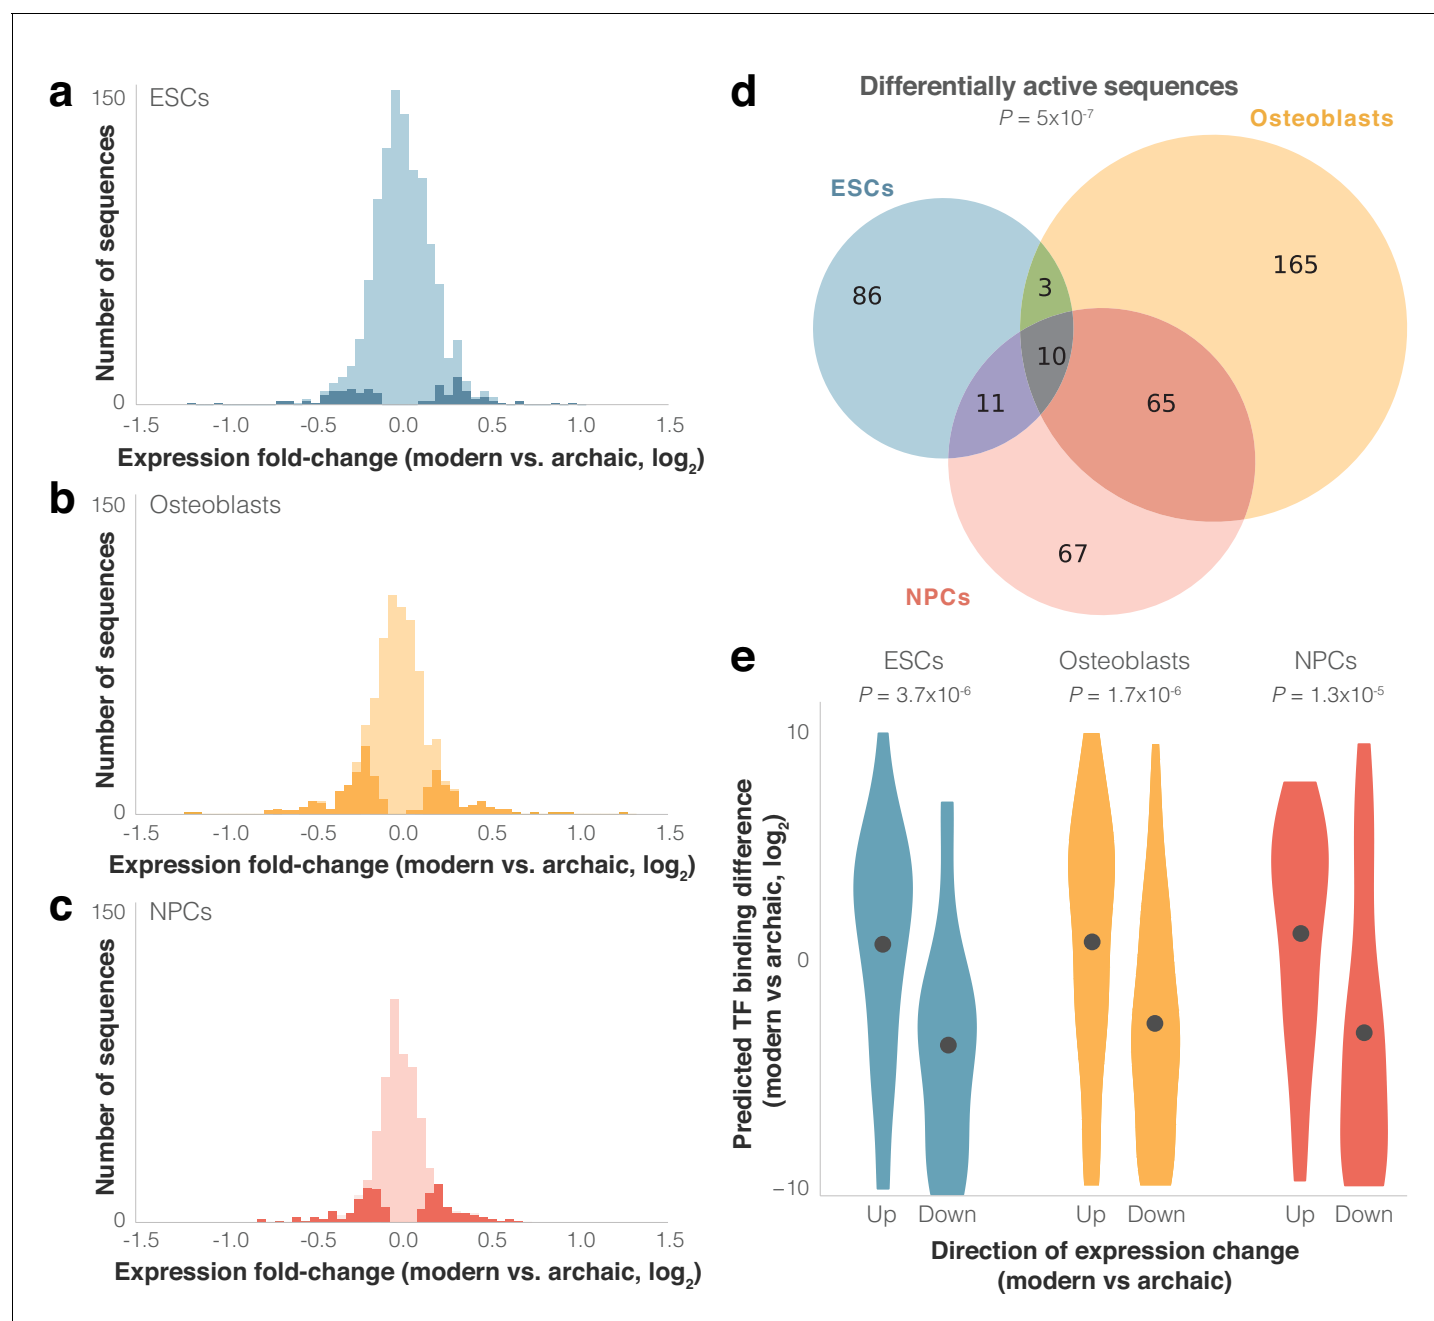 a
ESCs
150
Number of sequences
0
-1.5 -1.0 -0.5 0.0 0.5 1.0 1.5
Expression fold-change (modern vs. archaic, log2)
b
Osteoblasts
150
Number of sequences
0
-1.5 -1.0 -0.5 0.0 0.5 1.0 1.5
Expression fold-change (modern vs. archaic, log2)
c
NPCs
150
Number of sequences
0
-1.5 -1.0 -0.5 0.0 0.5 1.0 1.5
Expression fold-change (modern vs. archaic, log2)
d
Differentially active sequences
P = 5x10-7
Osteoblasts
ESCs
165
86
3
10
11
65
67
NPCs
e
ESCs Osteoblasts NPCs
P = 3.7x10-6 P = 1.7x10-6 P = 1.3x10-5
Predicted TF binding difference
(modern vs archaic, log2)
10
0
−10
Up Down Up Down Up Down
Direction of expression change
(modern vs archaic)